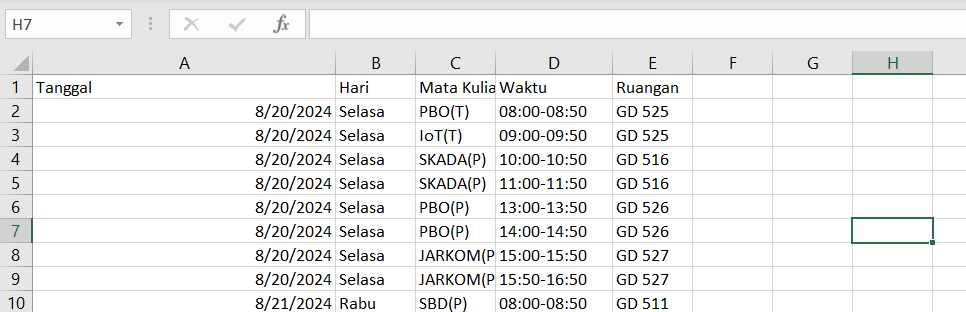 H7 fx
A B C D E F G H
1 Tanggal Hari Mata Kulia Waktu Ruangan
2 8/20/2024 Selasa PBO(T) 08:00-08:50 GD 525
3 8/20/2024 Selasa IoT(T) 09:00-09:50 GD 525
4 8/20/2024 Selasa SKADA(P) 10:00-10:50 GD 516
5 8/20/2024 Selasa SKADA(P) 11:00-11:50 GD 516
6 8/20/2024 Selasa PBO(P) 13:00-13:50 GD 526
7 8/20/2024 Selasa PBO(P) 14:00-14:50 GD 526
8 8/20/2024 Selasa JARKOM(P 15:00-15:50 GD 527
9 8/20/2024 Selasa JARKOM(P 15:50-16:50 GD 527
10 8/21/2024 Rabu SBD(P) 08:00-08:50 GD 511